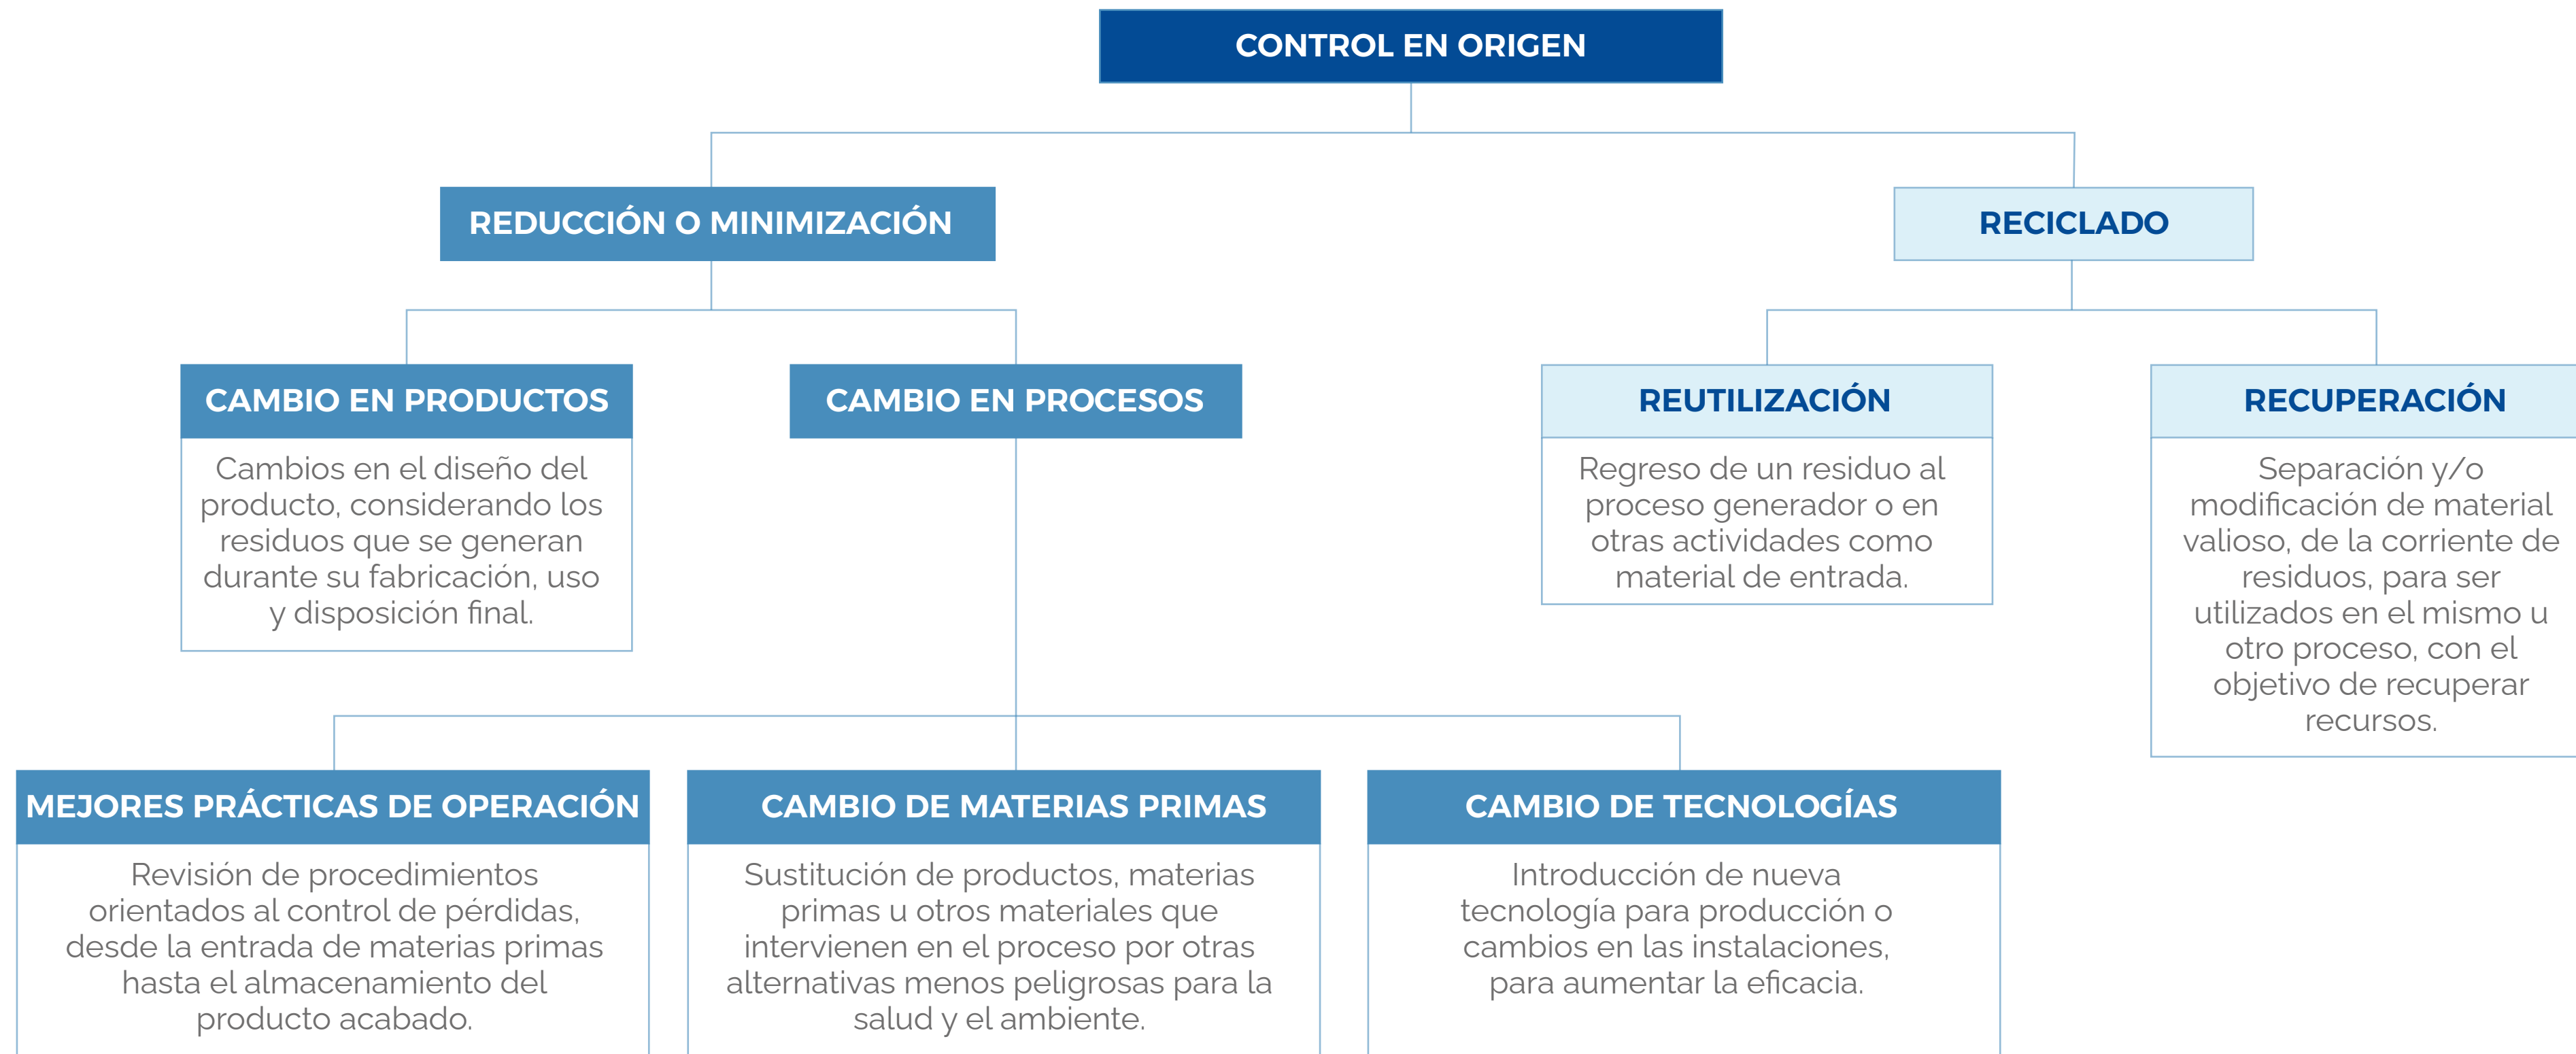 CONTROL EN ORIGEN
REDUCCIÓN O MINIMIZACIÓN
RECICLADO
CAMBIO EN PRODUCTOS
Cambios en el diseño del
producto, considerando los
residuos que se generan
durante su fabricación, uso
y disposición final.
CAMBIO EN PROCESOS
REUTILIZACIÓN
Regreso de un residuo al
proceso generador o en
otras actividades como
material de entrada.
RECUPERACIÓN
Separación y/o
modificación de material
valioso, de la corriente de
residuos, para ser
utilizados en el mismo u
otro proceso, con el
objetivo de recuperar
recursos.
MEJORES PRÁCTICAS DE OPERACIÓN
Revisión de procedimientos
orientados al control de pérdidas,
desde la entrada de materias primas
hasta el almacenamiento del
producto acabado.
CAMBIO DE MATERIAS PRIMAS
Sustitución de productos, materias
primas u otros materiales que
intervienen en el proceso por otras
alternativas menos peligrosas para la
salud y el ambiente.
CAMBIO DE TECNOLOGÍAS
Introducción de nueva
tecnología para producción o
cambios en las instalaciones,
para aumentar la eficacia.